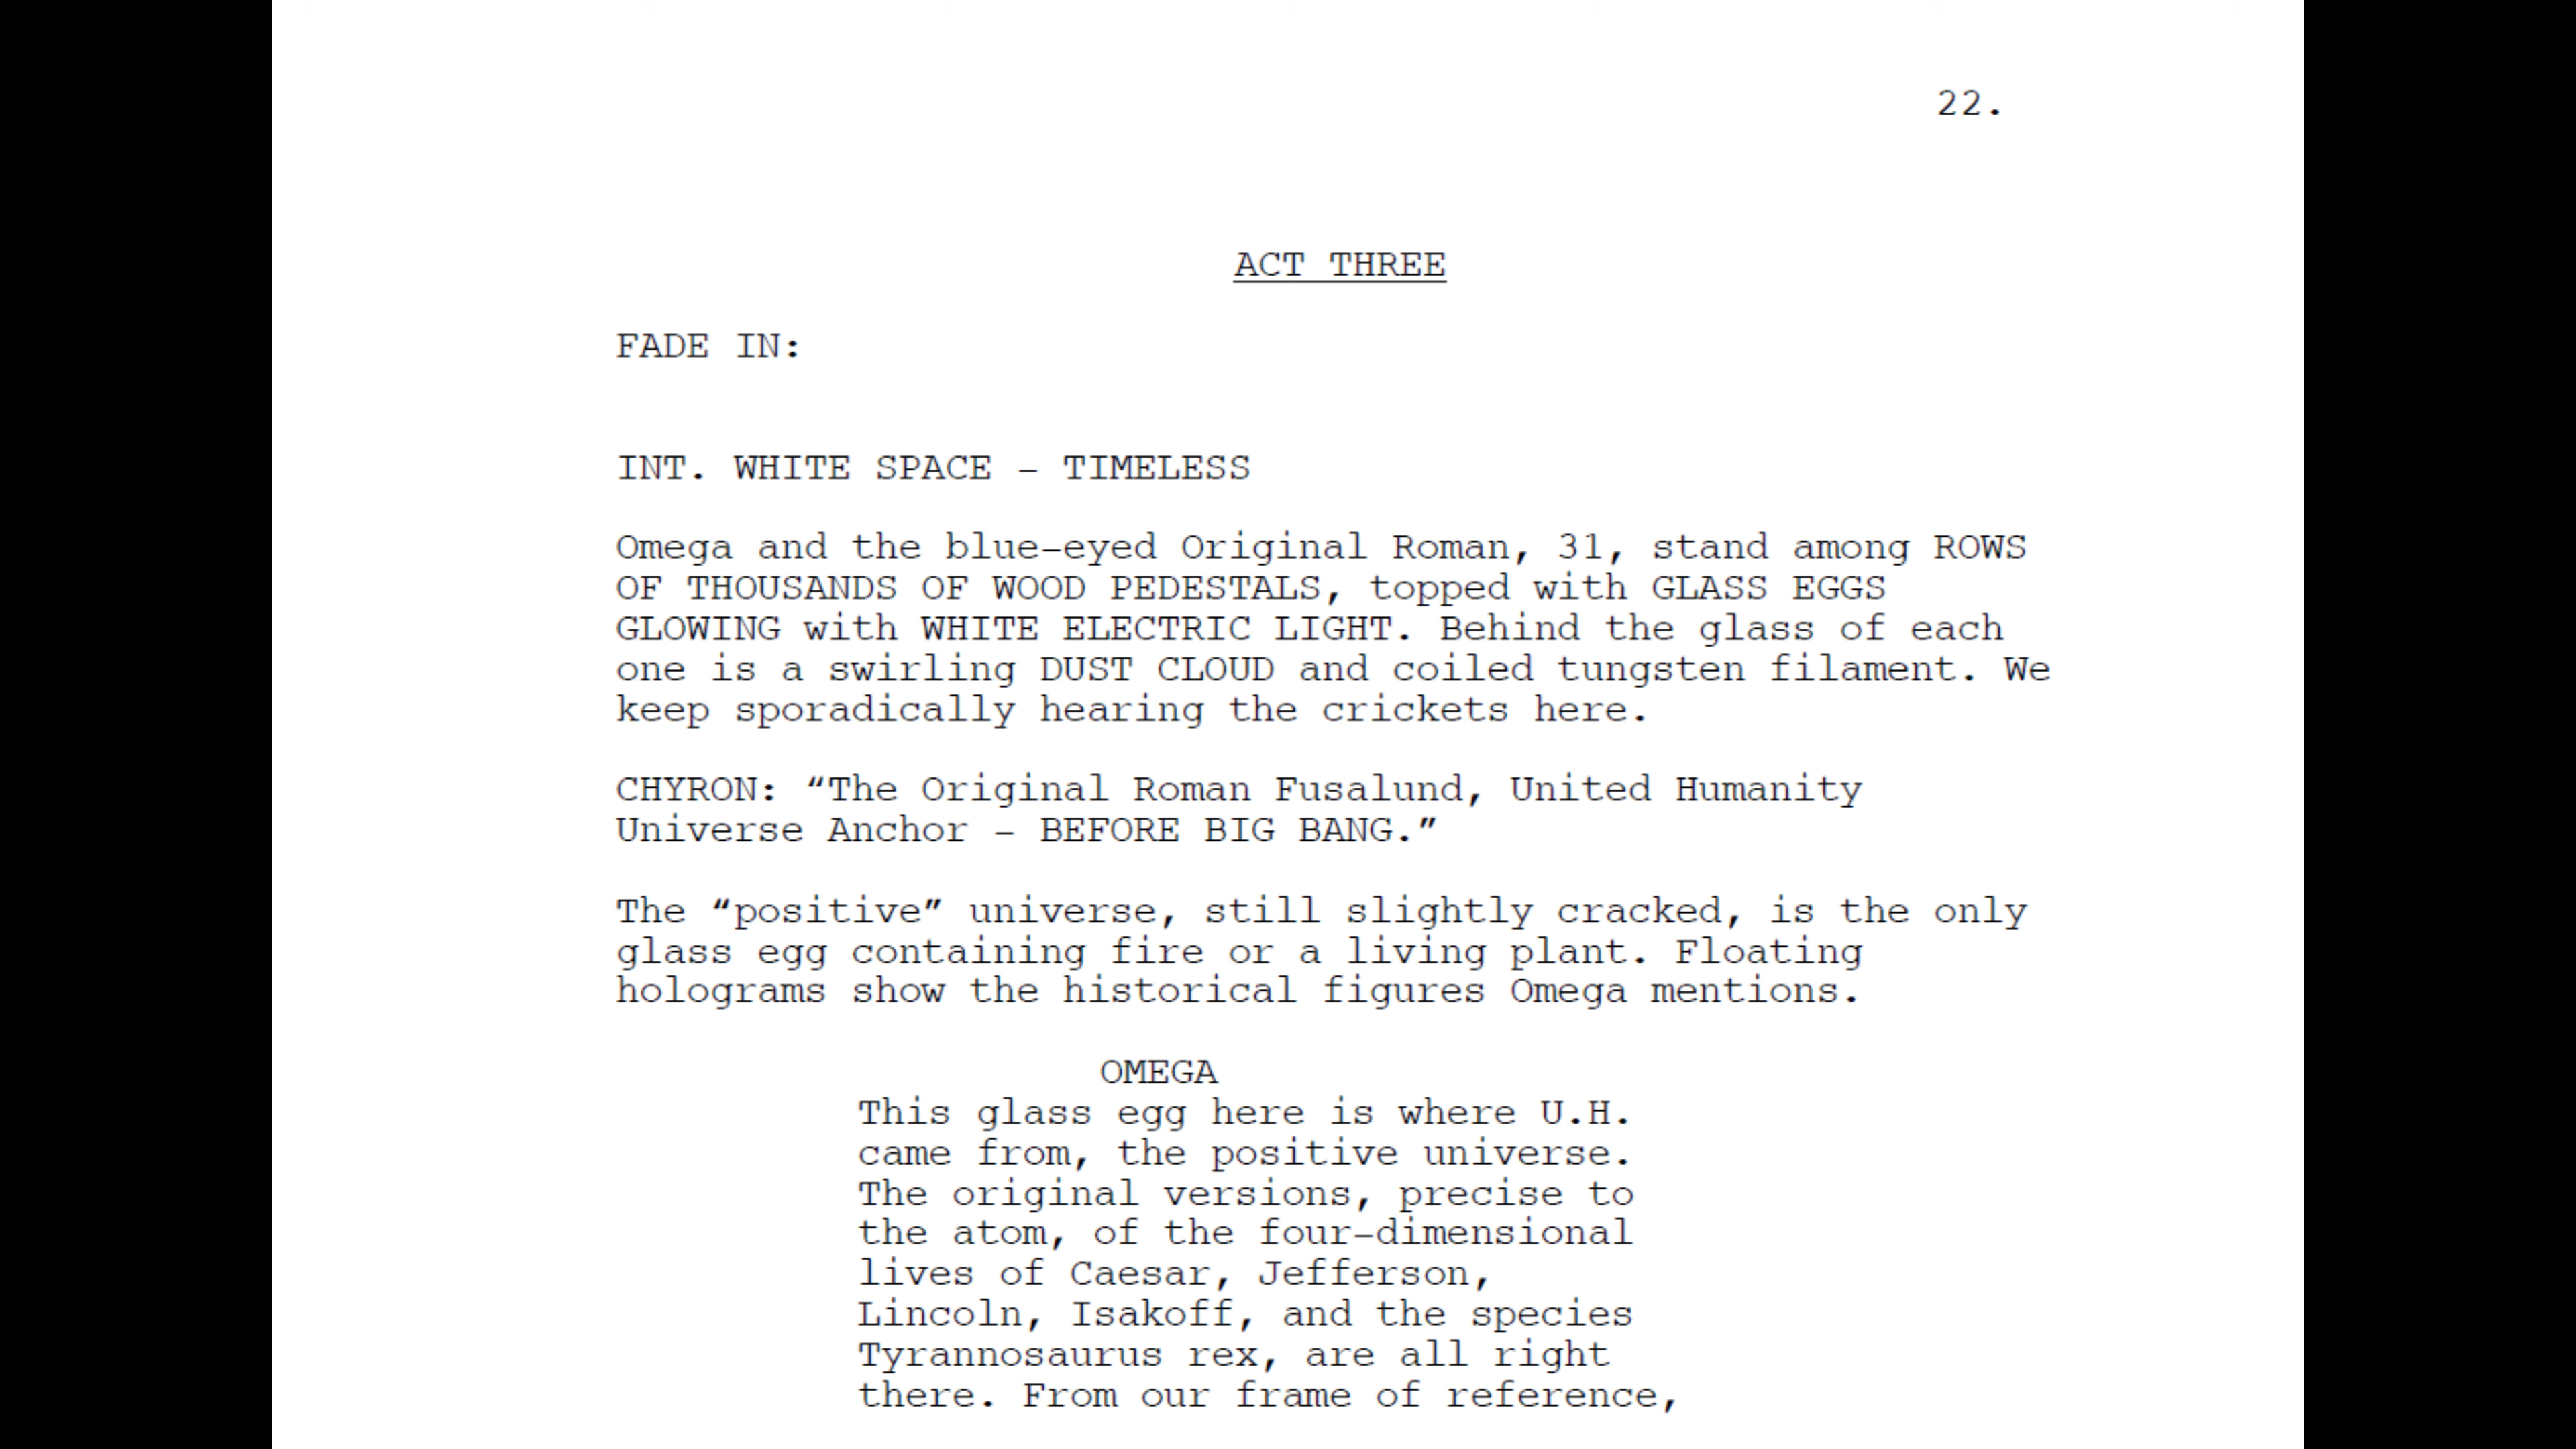 22.
ACT THREE
FADE IN:
INT. WHITE SPACE – TIMELESS
Omega and the blue-eyed Original Roman, 31, stand among ROWS
OF THOUSANDS OF WOOD PEDESTALS, topped with GLASS EGGS
GLOWING with WHITE ELECTRIC LIGHT. Behind the glass of each
one is a swirling DUST CLOUD and coiled tungsten filament. We
keep sporadically hearing the crickets here.
CHYRON: “The Original Roman Fusalund, United Humanity
Universe Anchor – BEFORE BIG BANG.”
The “positive” universe, still slightly cracked, is the only
glass egg containing fire or a living plant. Floating
holograms show the historical figures Omega mentions.
OMEGA
This glass egg here is where U.H.
came from, the positive universe.
The original versions, precise to
the atom, of the four-dimensional
lives of Caesar, Jefferson,
Lincoln, Isakoff, and the species
Tyrannosaurus rex, are all right
there. From our frame of reference,